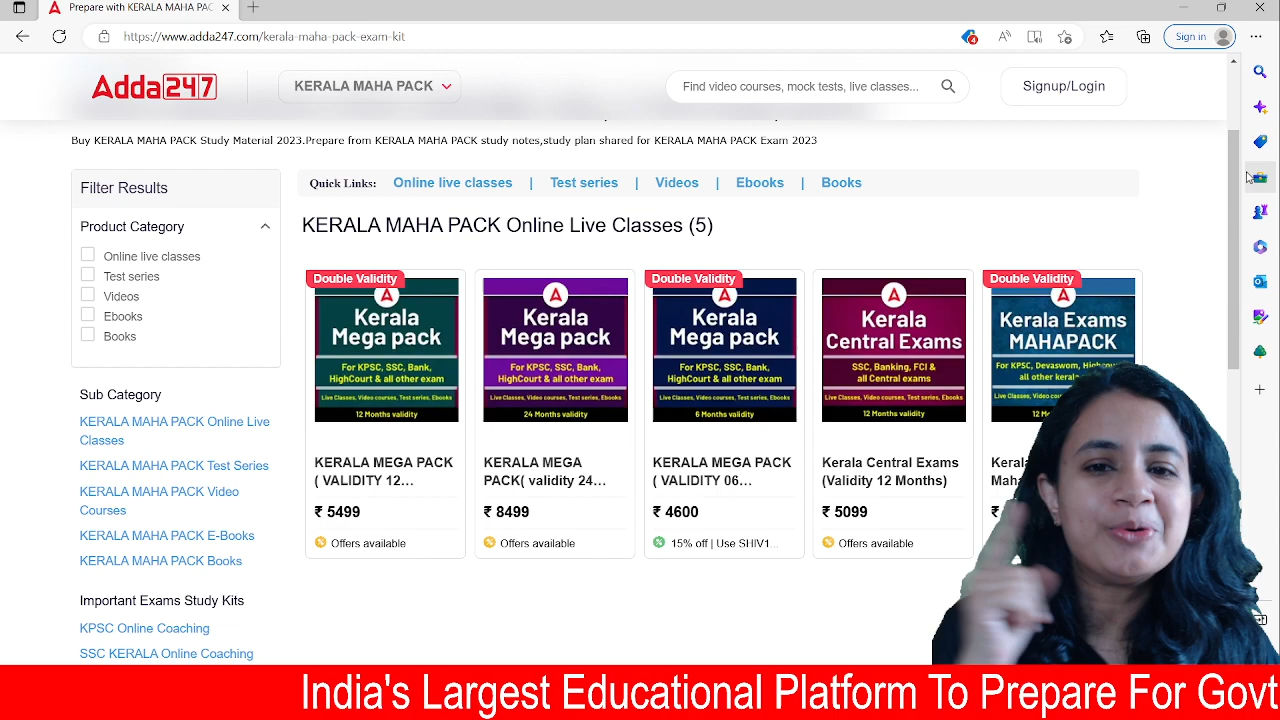 Prepare with KERALA MAHA PAC
https://www.adda247.com/kerala-maha-pack-exam-kit
4
Sign in
Adda247
KERALA MAHA PACK
Find video courses, mock tests, live classes...
Signup/Login
Buy KERALA MAHA PACK Study Material 2023.Prepare from KERALA MAHA PACK study notes,study plan shared for KERALA MAHA PACK Exam 2023
Filter Results
Product Category
Online live classes
Test series
Videos
Ebooks
Books
Sub Category
KERALA MAHA PACK Online Live
Classes
KERALA MAHA PACK Test Series
KERALA MAHA PACK Video
Courses
KERALA MAHA PACK E-Books
KERALA MAHA PACK Books
Important Exams Study Kits
KPSC Online Coaching
SSC KERALA Online Coaching
Quick Links: Online live classes | Test series | Videos | Ebooks | Books
KERALA MAHA PACK Online Live Classes (5)
Double Validity
Kerala
Mega pack
For KPSC, SSC, Bank,
HighCourt & all other exam
Live Classes, Video courses, Test series, Ebooks
12 Months validity
KERALA MEGA PACK
( VALIDITY 12...
₹ 5499
Offers available
Kerala
Mega pack
For KPSC, SSC, Bank,
HighCourt & all other exam
Live Classes, Video courses, Test series, Ebooks
24 Months validity
KERALA MEGA
PACK( validity 24...
₹ 8499
Offers available
Double Validity
Kerala
Mega pack
For KPSC, SSC, Bank,
HighCourt & all other exam
Live Classes, Video courses, Test series, Ebooks
6 Months validity
KERALA MEGA PACK
( VALIDITY 06...
₹ 4600
15% off | Use SHIV1...
Kerala
Central Exams
SSC, Banking, FCI &
all Central exams
Live Classes, Video courses, Test series, Ebooks
12 Months validity
Kerala Central Exams
(Validity 12 Months)
₹ 5099
Offers available
Double Validity
Kerala Exams
MAHAPACK
For KPSC, Devaswom, Highcourt
all other kerala
Live Classes, Video
12 M
Kerala
Maha
₹
India's Largest Educational Platform To Prepare For Govt